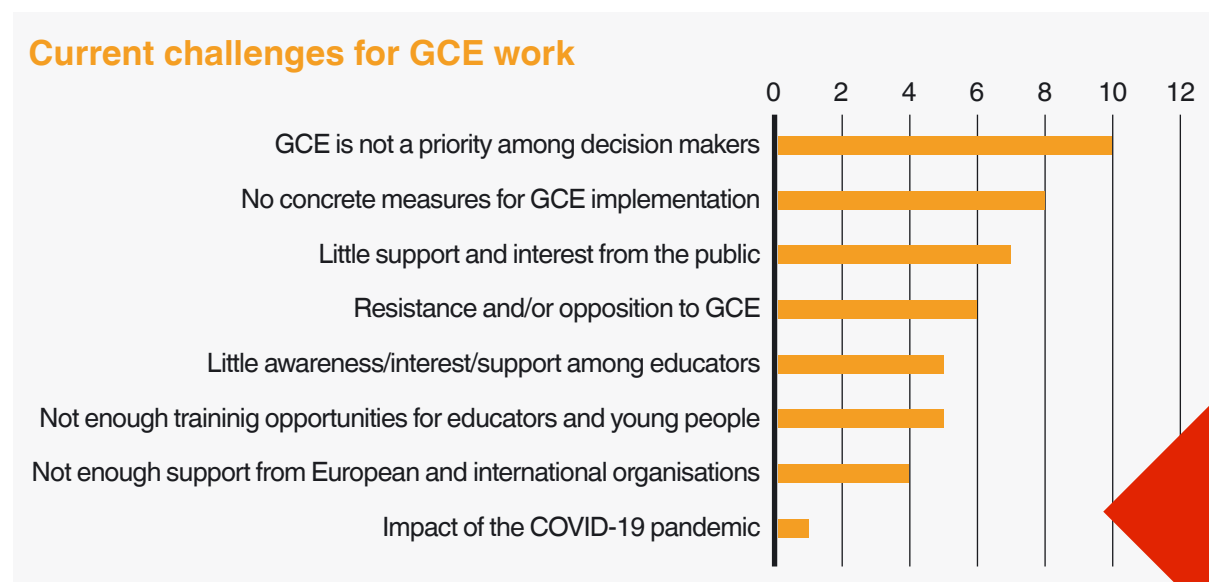 Current challenges for GCE work
0 2 4 6 8 10 12
GCE is not a priority among decision makers
No concrete measures for GCE implementation
Little support and interest from the public
Resistance and/or opposition to GCE
Little awareness/interest/support among educators
Not enough traininig opportunities for educators and young people
Not enough support from European and international organisations
Impact of the COVID-19 pandemic